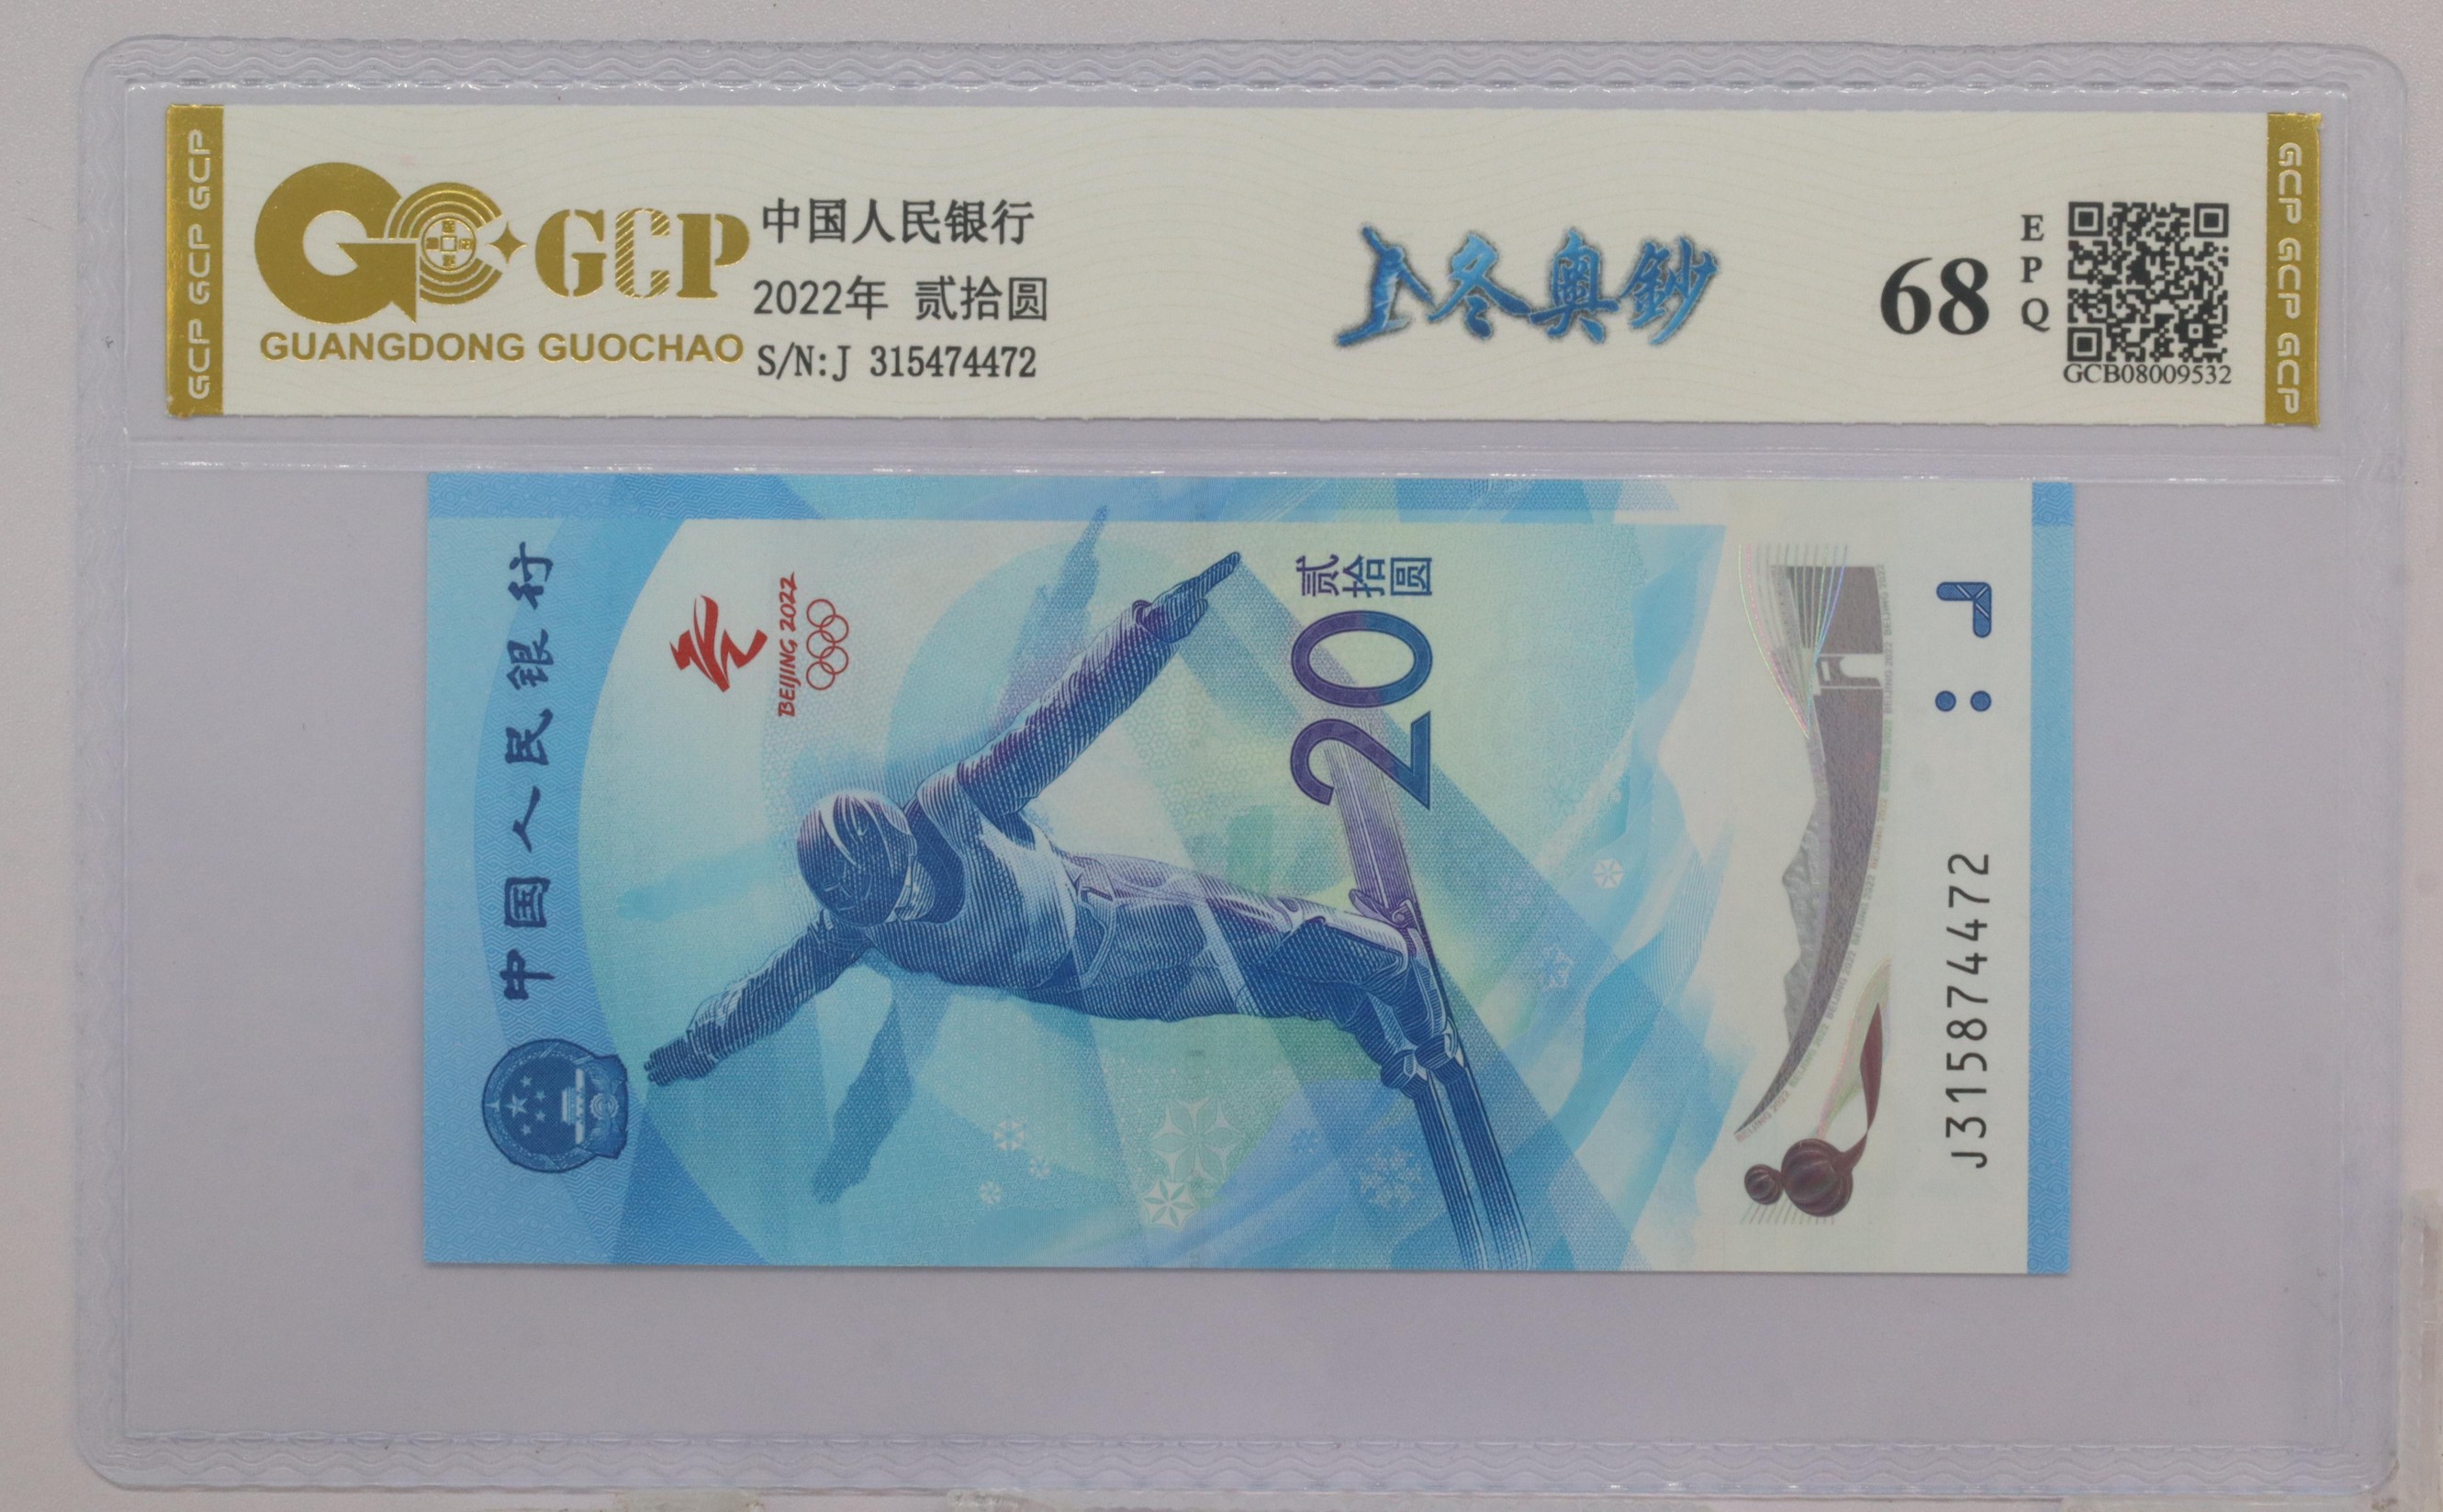 GCP GCP GCP
GCP
GUANGDONG GUOCHAO
中国人民银行
2022年 贰拾圆
S/N:J 315474472
冬奥鈔
68
EPQ
GCB08009532
GCP GCP GCP
中国人民银行
BEIJING 2022
20
贰拾圆
J315874472